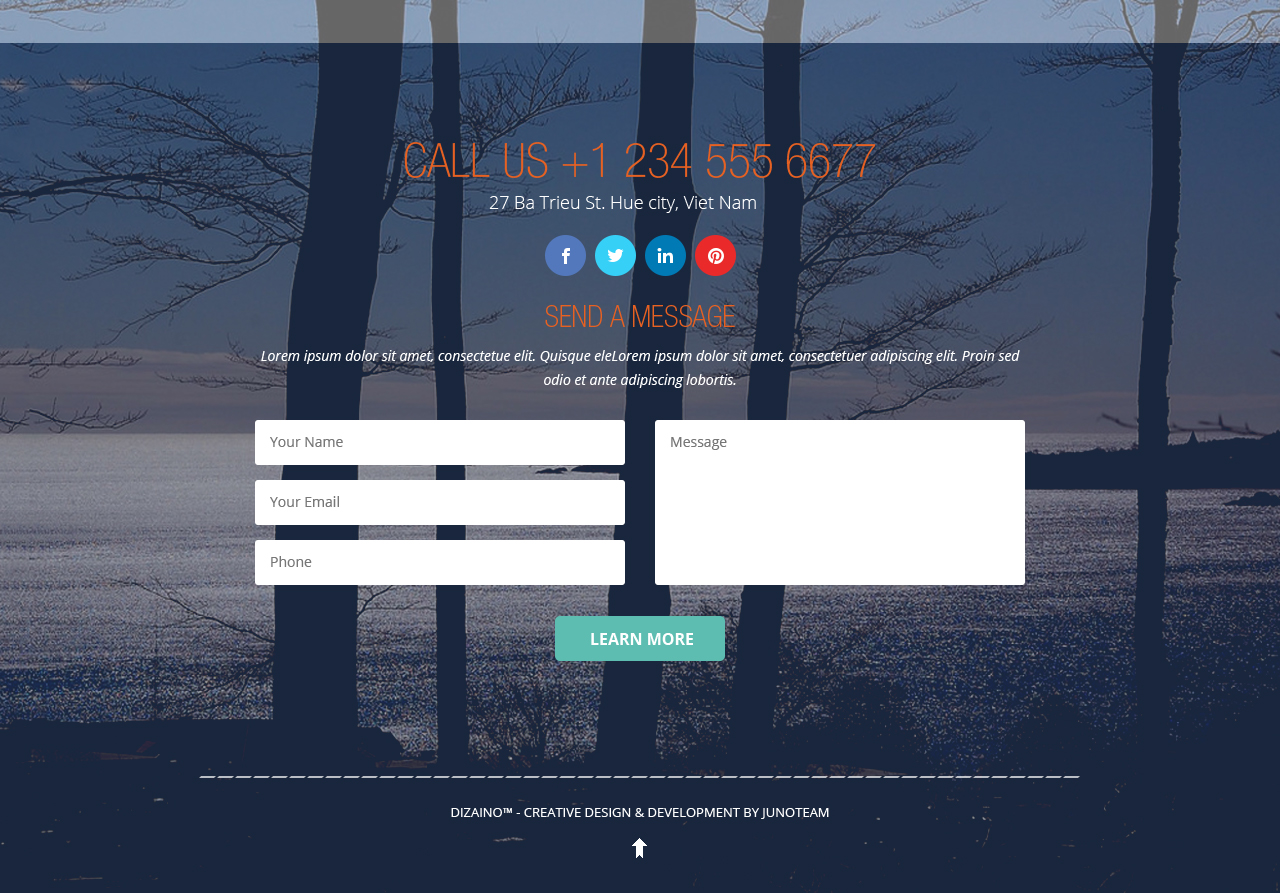 CALL US +1 234 555 6677
27 Ba Trieu St. Hue city, Viet Nam
SEND A MESSAGE
Lorem ipsum dolor sit amet, consectetue elit. Quisque eleLorem ipsum dolor sit amet, consectetuer adipiscing elit. Proin sed
odio et ante adipiscing lobortis.
Your Name
Your Email
Phone
Message
LEARN MORE
DIZAINO™ - CREATIVE DESIGN & DEVELOPMENT BY JUNOTEAM